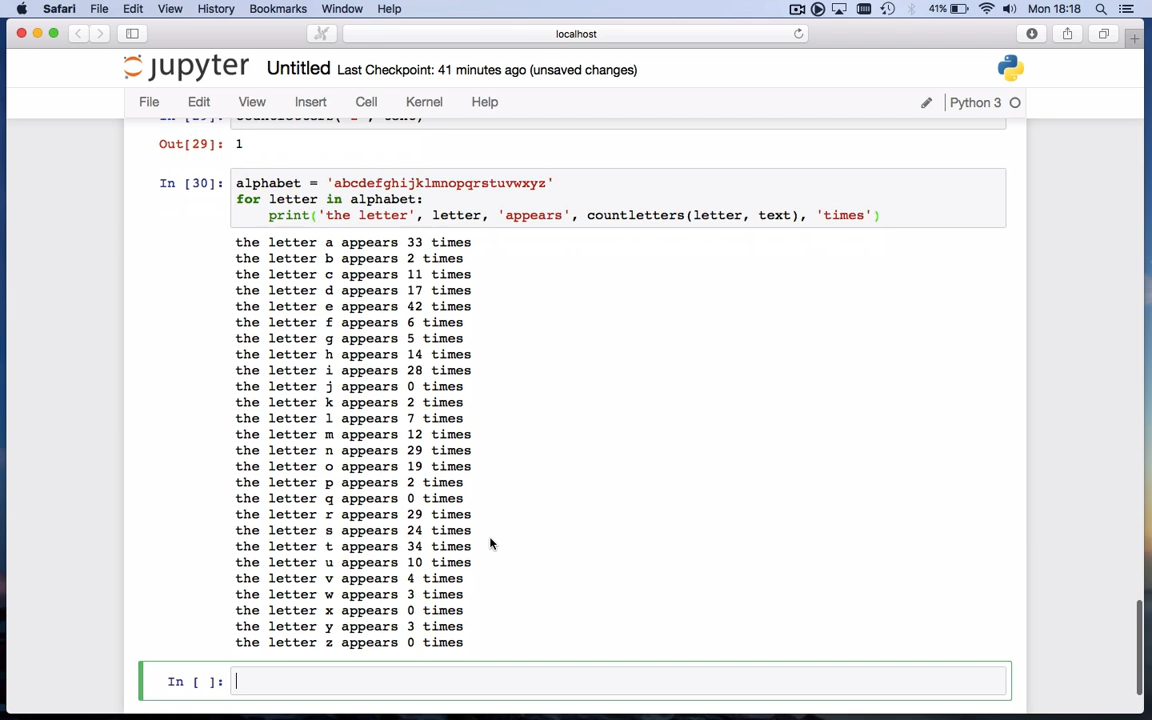 Safari File Edit View History Bookmarks Window Help 41% Mon 18:18
localhost
jupyter Untitled Last Checkpoint: 41 minutes ago (unsaved changes)
File Edit View Insert Cell Kernel Help Python 3
Out[29]: 1
In [30]: alphabet = 'abcdefghijklmnopqrstuvwxyz'
for letter in alphabet:
print('the letter', letter, 'appears', countletters(letter, text), 'times')
the letter a appears 33 times
the letter b appears 2 times
the letter c appears 11 times
the letter d appears 17 times
the letter e appears 42 times
the letter f appears 6 times
the letter g appears 5 times
the letter h appears 14 times
the letter i appears 28 times
the letter j appears 0 times
the letter k appears 2 times
the letter l appears 7 times
the letter m appears 12 times
the letter n appears 29 times
the letter o appears 19 times
the letter p appears 2 times
the letter q appears 0 times
the letter r appears 29 times
the letter s appears 24 times
the letter t appears 34 times
the letter u appears 10 times
the letter v appears 4 times
the letter w appears 3 times
the letter x appears 0 times
the letter y appears 3 times
the letter z appears 0 times
In [ ]: